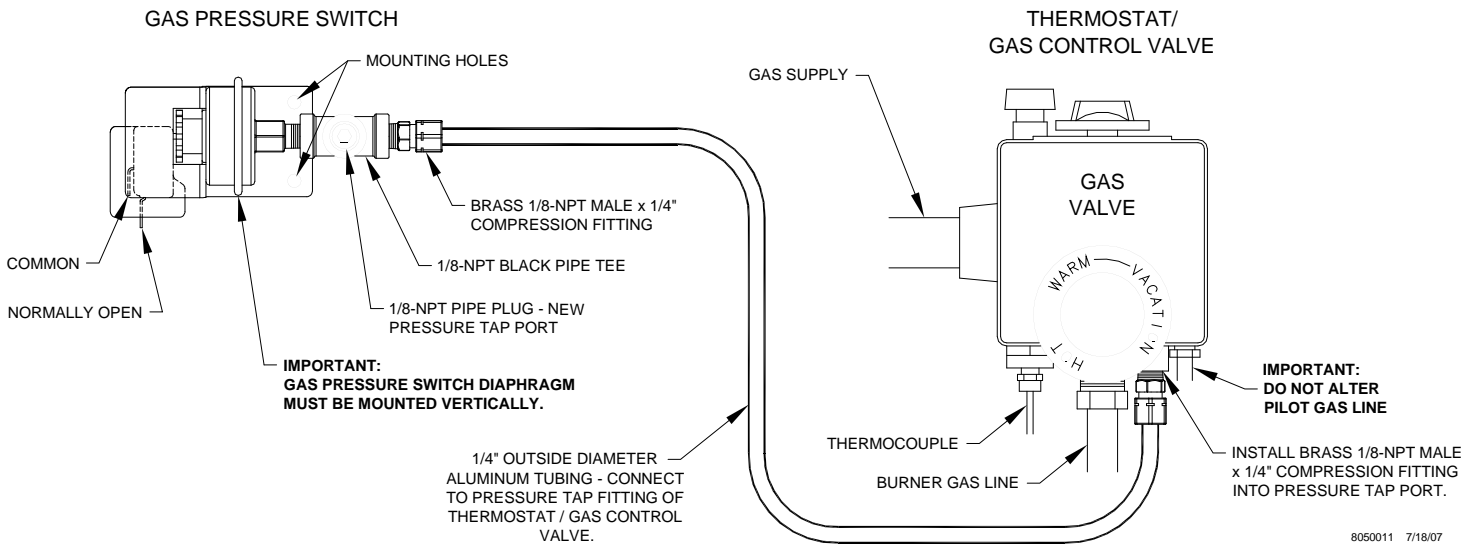 GAS PRESSURE SWITCH
THERMOSTAT/
GAS CONTROL VALVE
MOUNTING HOLES
GAS SUPPLY
GAS
VALVE
BRASS 1/8-NPT MALE x 1/4"
COMPRESSION FITTING
COMMON
1/8-NPT BLACK PIPE TEE
WARM
VACATI N
H T
NORMALLY OPEN
1/8-NPT PIPE PLUG - NEW
PRESSURE TAP PORT
IMPORTANT:
GAS PRESSURE SWITCH DIAPHRAGM
MUST BE MOUNTED VERTICALLY.
IMPORTANT:
DO NOT ALTER
PILOT GAS LINE
THERMOCOUPLE
1/4" OUTSIDE DIAMETER
ALUMINUM TUBING - CONNECT
TO PRESSURE TAP FITTING OF
THERMOSTAT / GAS CONTROL
VALVE.
BURNER GAS LINE
INSTALL BRASS 1/8-NPT MALE
x 1/4" COMPRESSION FITTING
INTO PRESSURE TAP PORT.
8050011 7/18/07